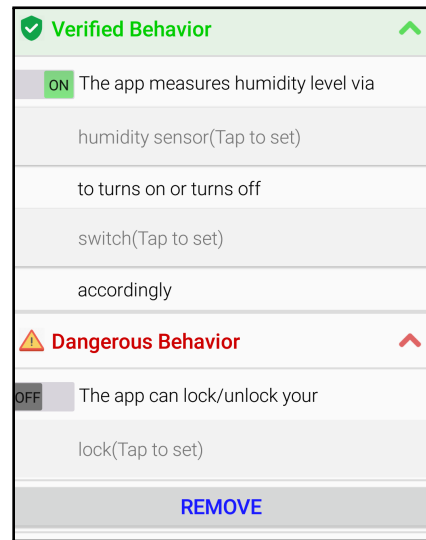 Verified Behavior
ON The app measures humidity level via
humidity sensor(Tap to set)
to turns on or turns off
switch(Tap to set)
accordingly
Dangerous Behavior
OFF The app can lock/unlock your
lock(Tap to set)
REMOVE